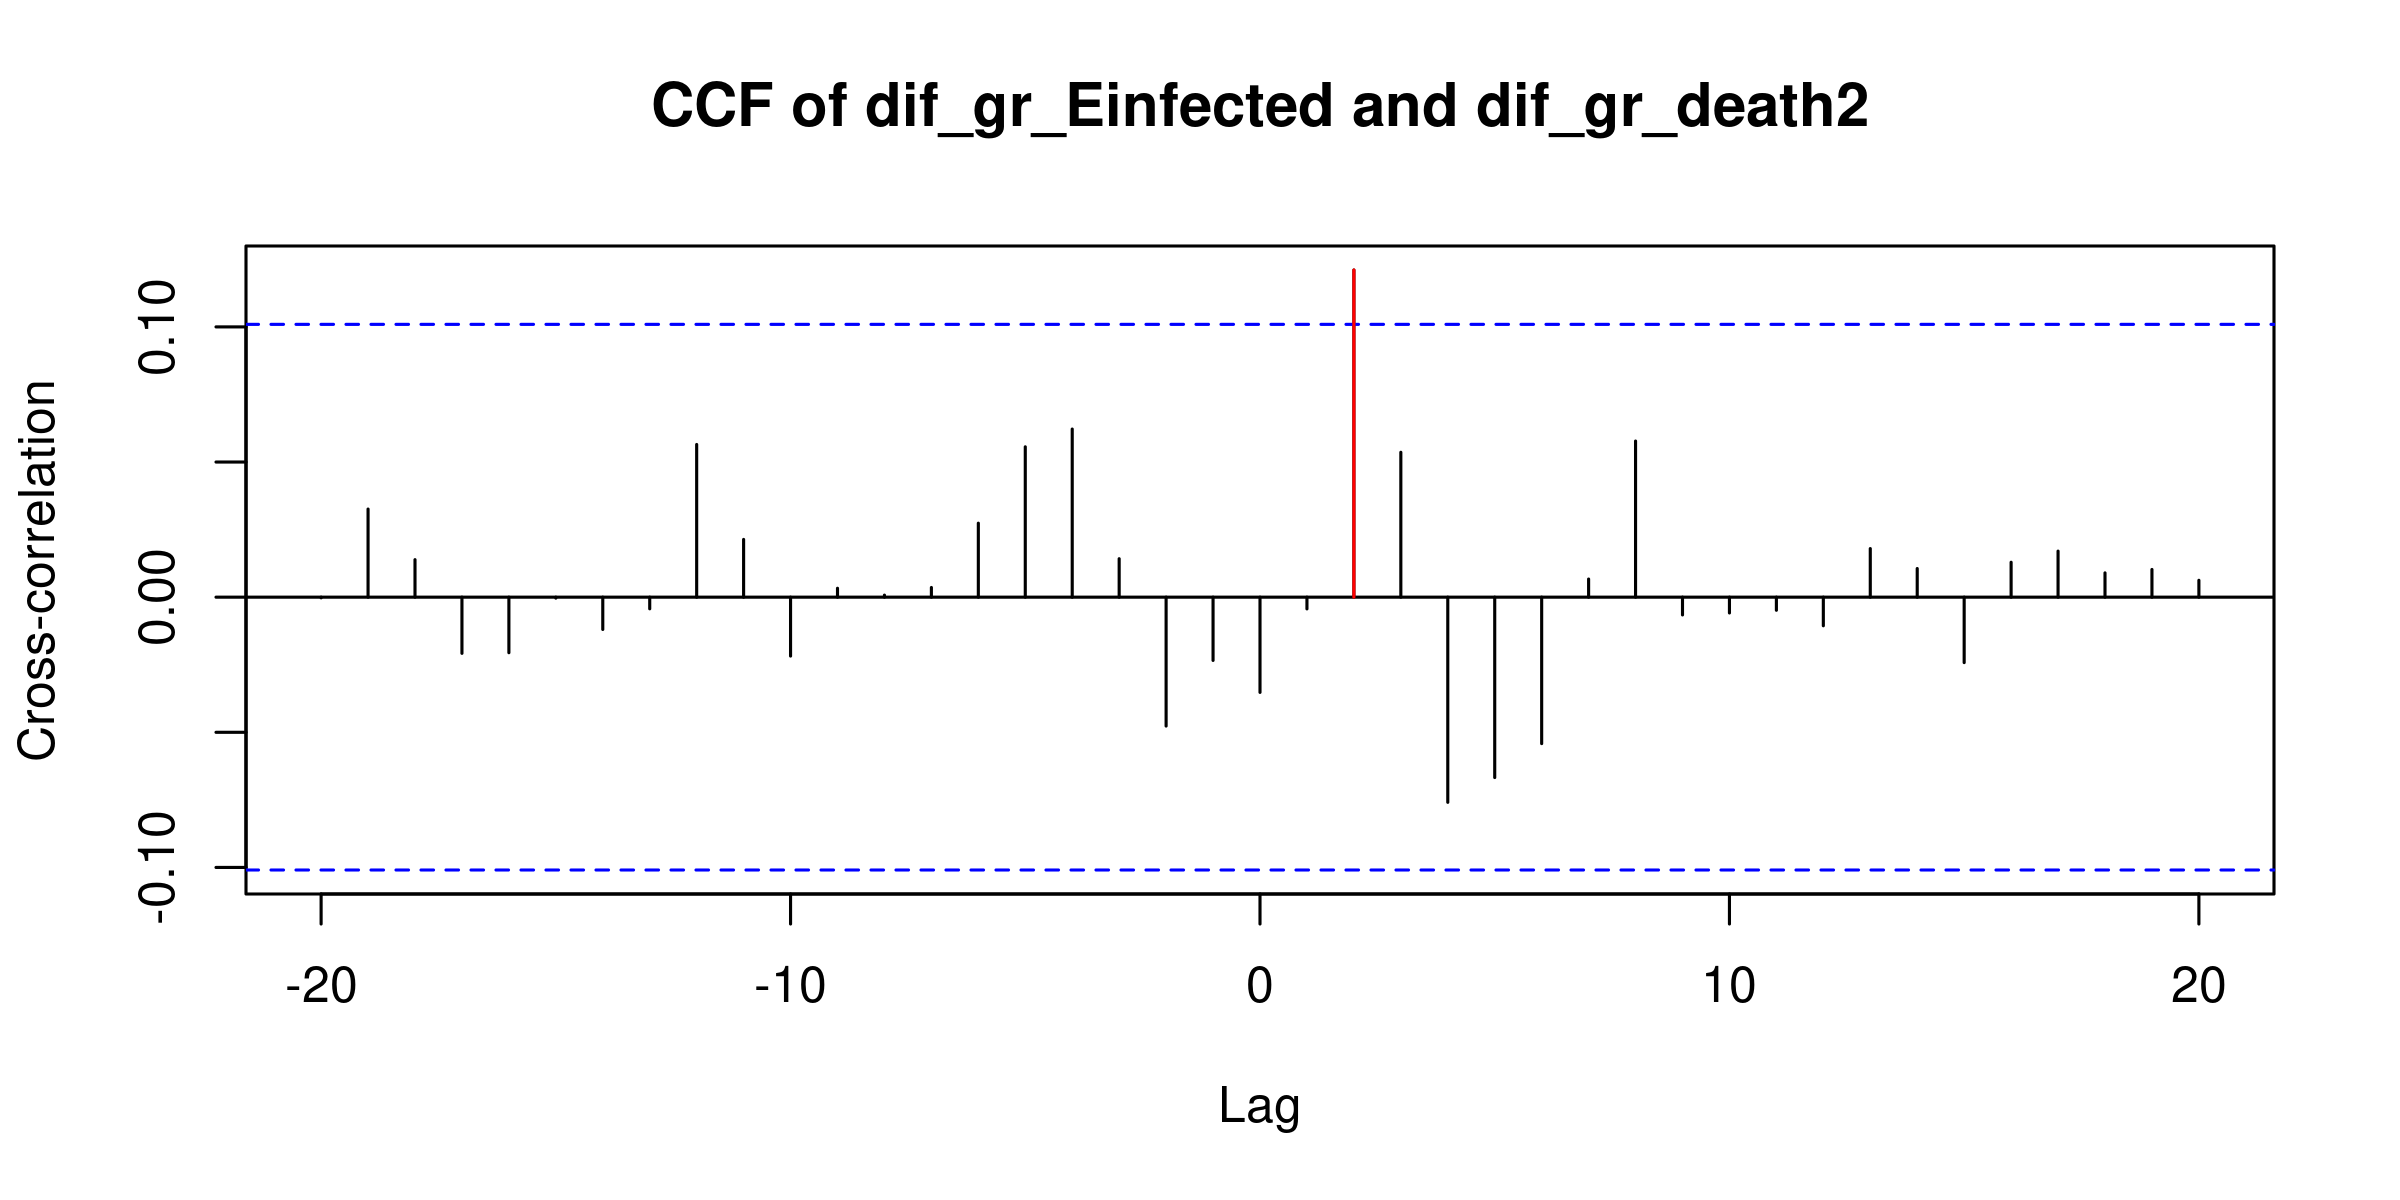 CCF of dif_gr_Einfected and dif_gr_death2
Cross-correlation
0.10
0.00
-0.10
-20 -10 0 10 20
Lag